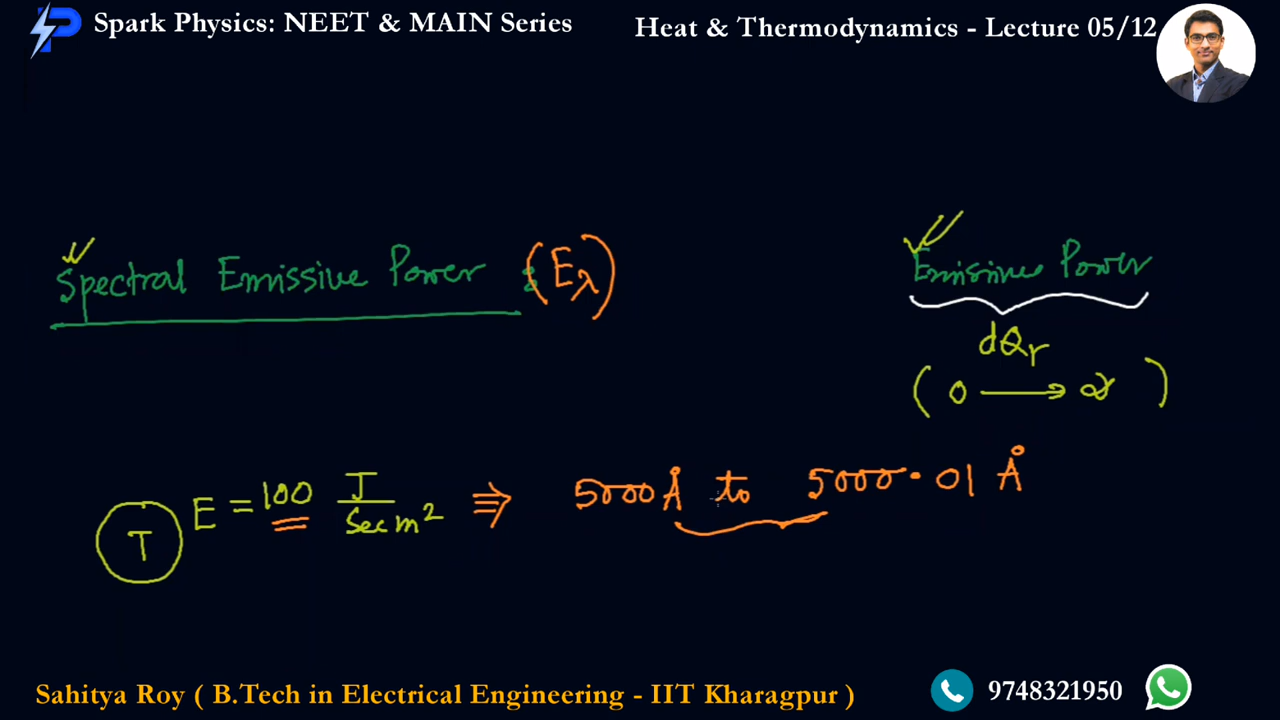 Spark Physics: NEET & MAIN Series
Heat & Thermodynamics - Lecture 05/12
Spectral Emissive Power : (Eλ)
Emissive Power
dQr
( 0 → ∝ )
T
E = 100 J/Sec m² ⇒ 5000 Å to 5000.01 Å
Sahitya Roy ( B.Tech in Electrical Engineering - IIT Kharagpur )
9748321950